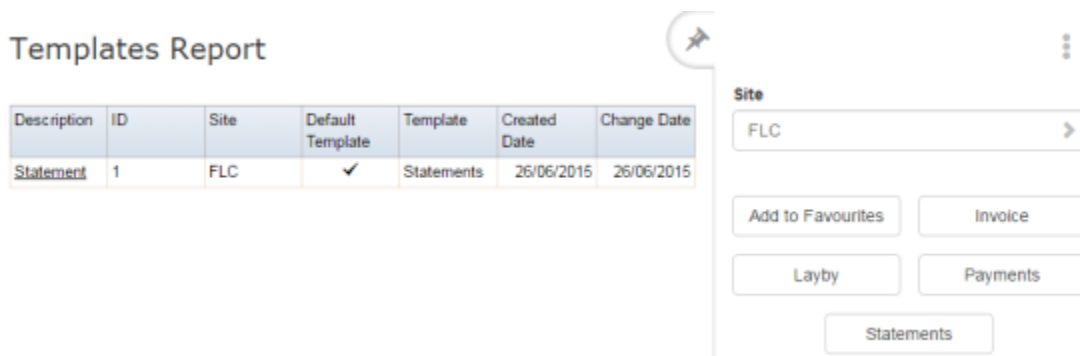 Templates Report
Description ID Site Default Template Template Created Date Change Date
Statement 1 FLC ✓ Statements 26/06/2015 26/06/2015
Site
FLC
Add to Favourites Invoice
Layby Payments
Statements